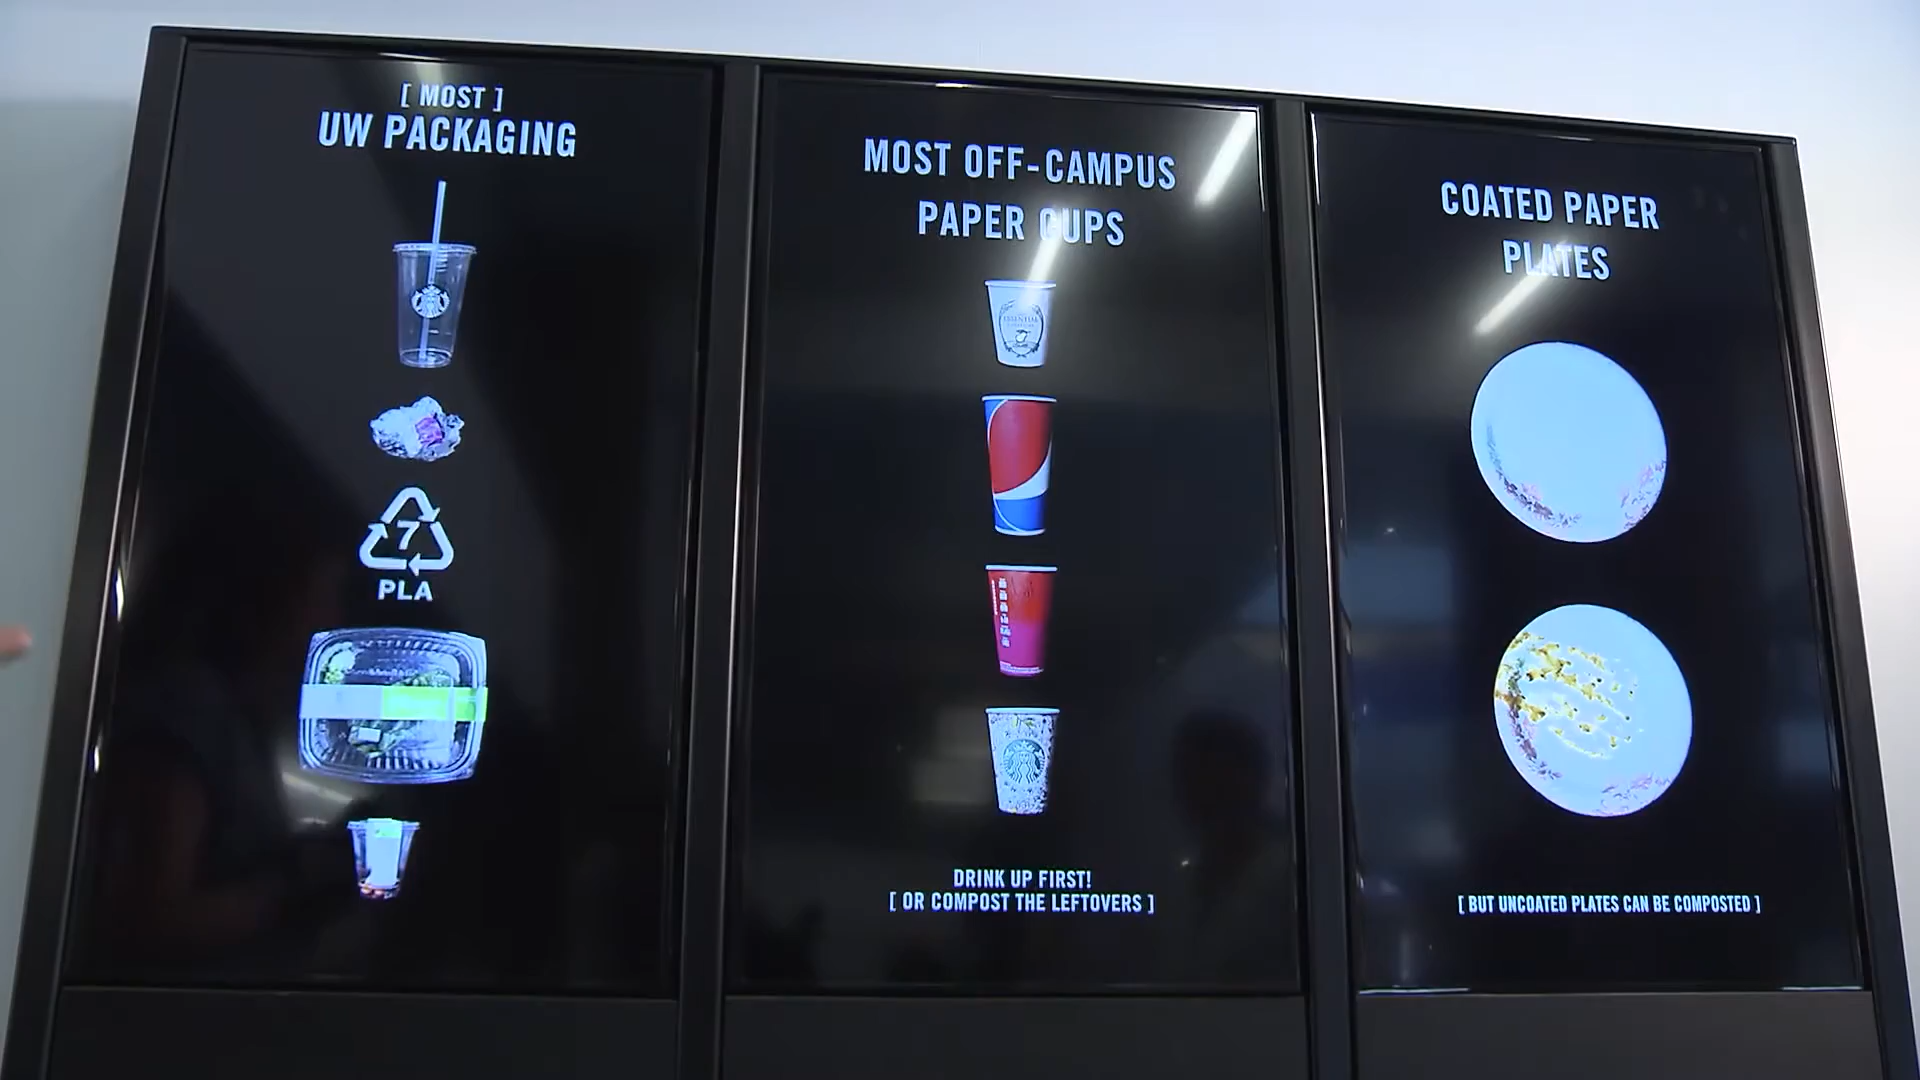 [ MOST ]
UW PACKAGING
7
PLA
MOST OFF-CAMPUS
PAPER CUPS
ESSENTIAL
DRINK UP FIRST!
[ OR COMPOST THE LEFTOVERS ]
COATED PAPER
PLATES
[ BUT UNCOATED PLATES CAN BE COMPOSTED ]